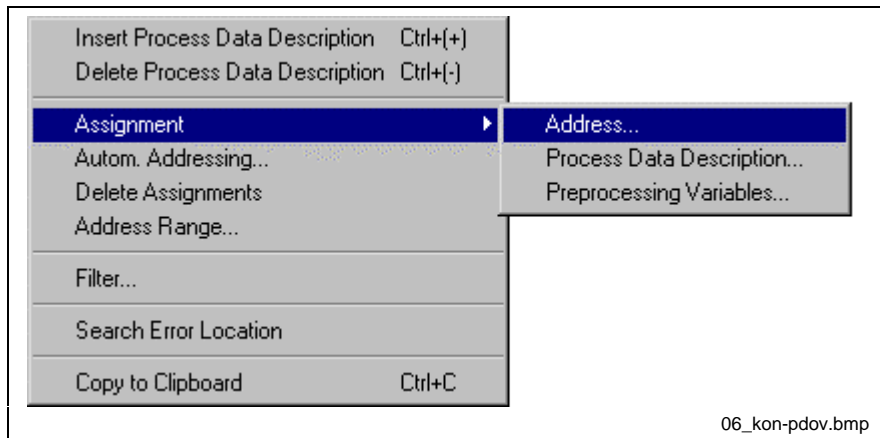 Insert Process Data Description Ctrl+(+)
Delete Process Data Description Ctrl+(-)
Assignment
Address...
Autom. Addressing...
Process Data Description...
Delete Assignments
Preprocessing Variables...
Address Range...
Filter...
Search Error Location
Copy to Clipboard Ctrl+C
06_kon-pdov.bmp